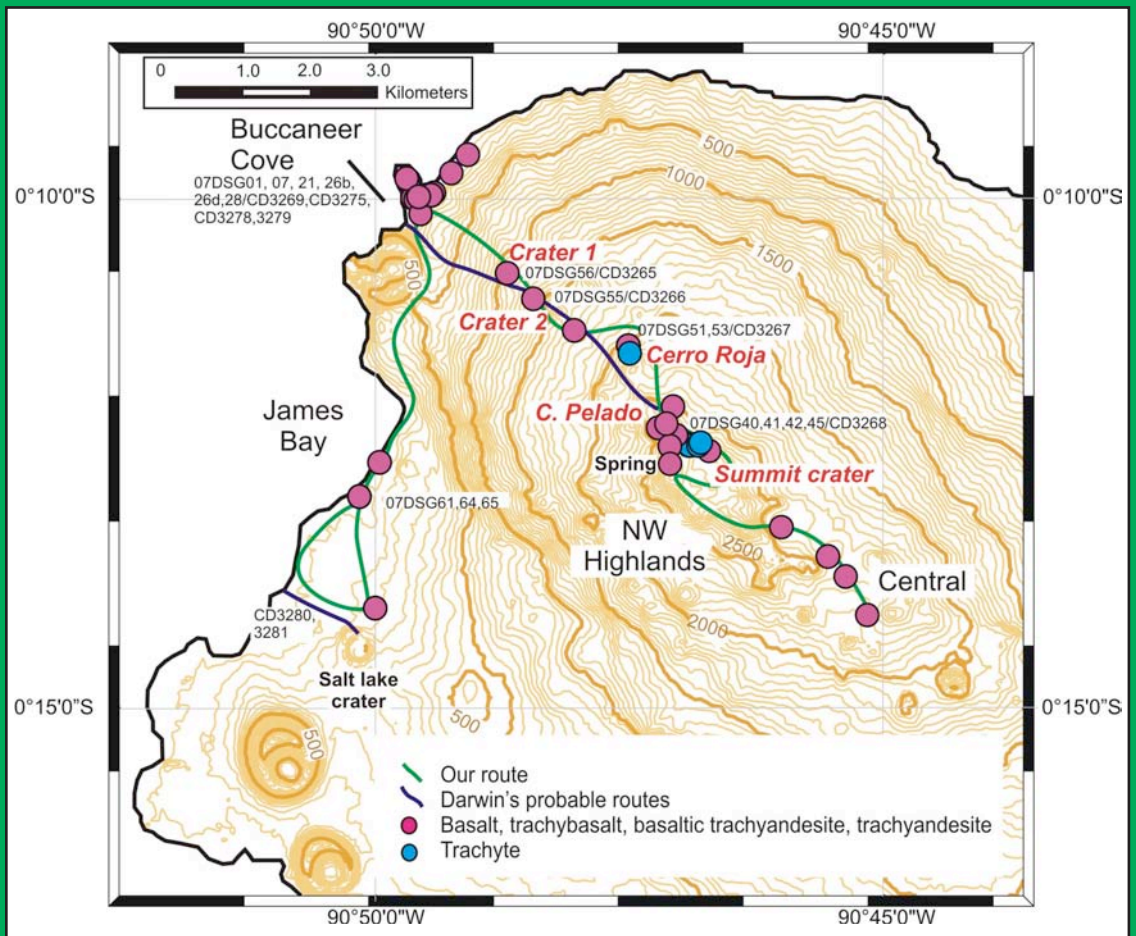 90°50'0"W
90°45'0"W
0
1.0
2.0
3.0
Kilometers
Buccaneer
Cove
07DSG01, 07, 21, 26b,
26d,28/CD3269,CD3275,
CD3278,3279
0°10'0"S
0°10'0"S
500
1000
1500
Crater 1
07DSG56/CD3265
500
07DSG55/CD3266
Crater 2
07DSG51,53/CD3267
Cerro Roja
James
Bay
C. Pelado
07DSG40,41,42,45/CD3268
Spring
Summit crater
07DSG61,64,65
NW
Highlands
2500
Central
CD3280,
3281
2000
Salt lake
crater
0°15'0"S
0°15'0"S
500
500
Our route
Darwin's probable routes
Basalt, trachybasalt, basaltic trachyandesite, trachyandesite
Trachyte
90°50'0"W
90°45'0"W